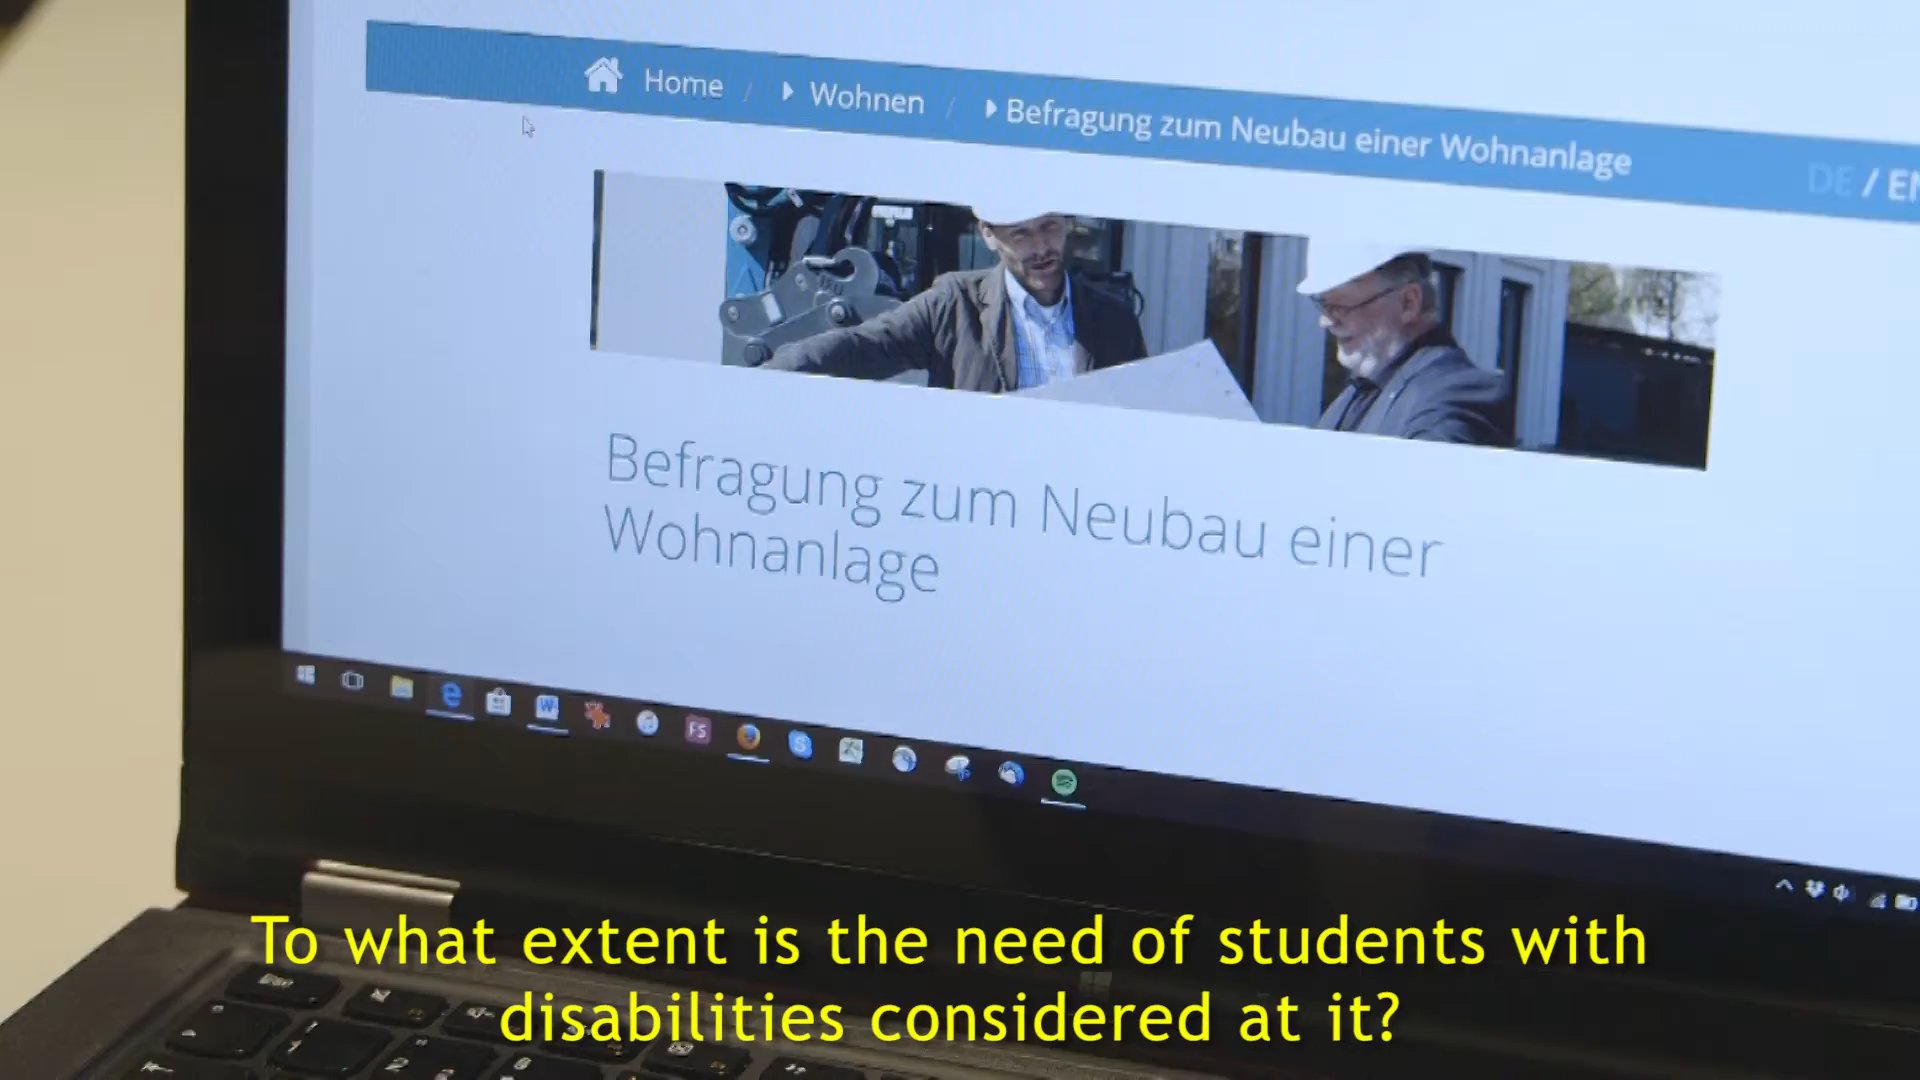 Home / Wohnen / Befragung zum Neubau einer Wohnanlage
DE / EN
Befragung zum Neubau einer
Wohnanlage
W
FS
S
To what extent is the need of students with
disabilities considered at it?